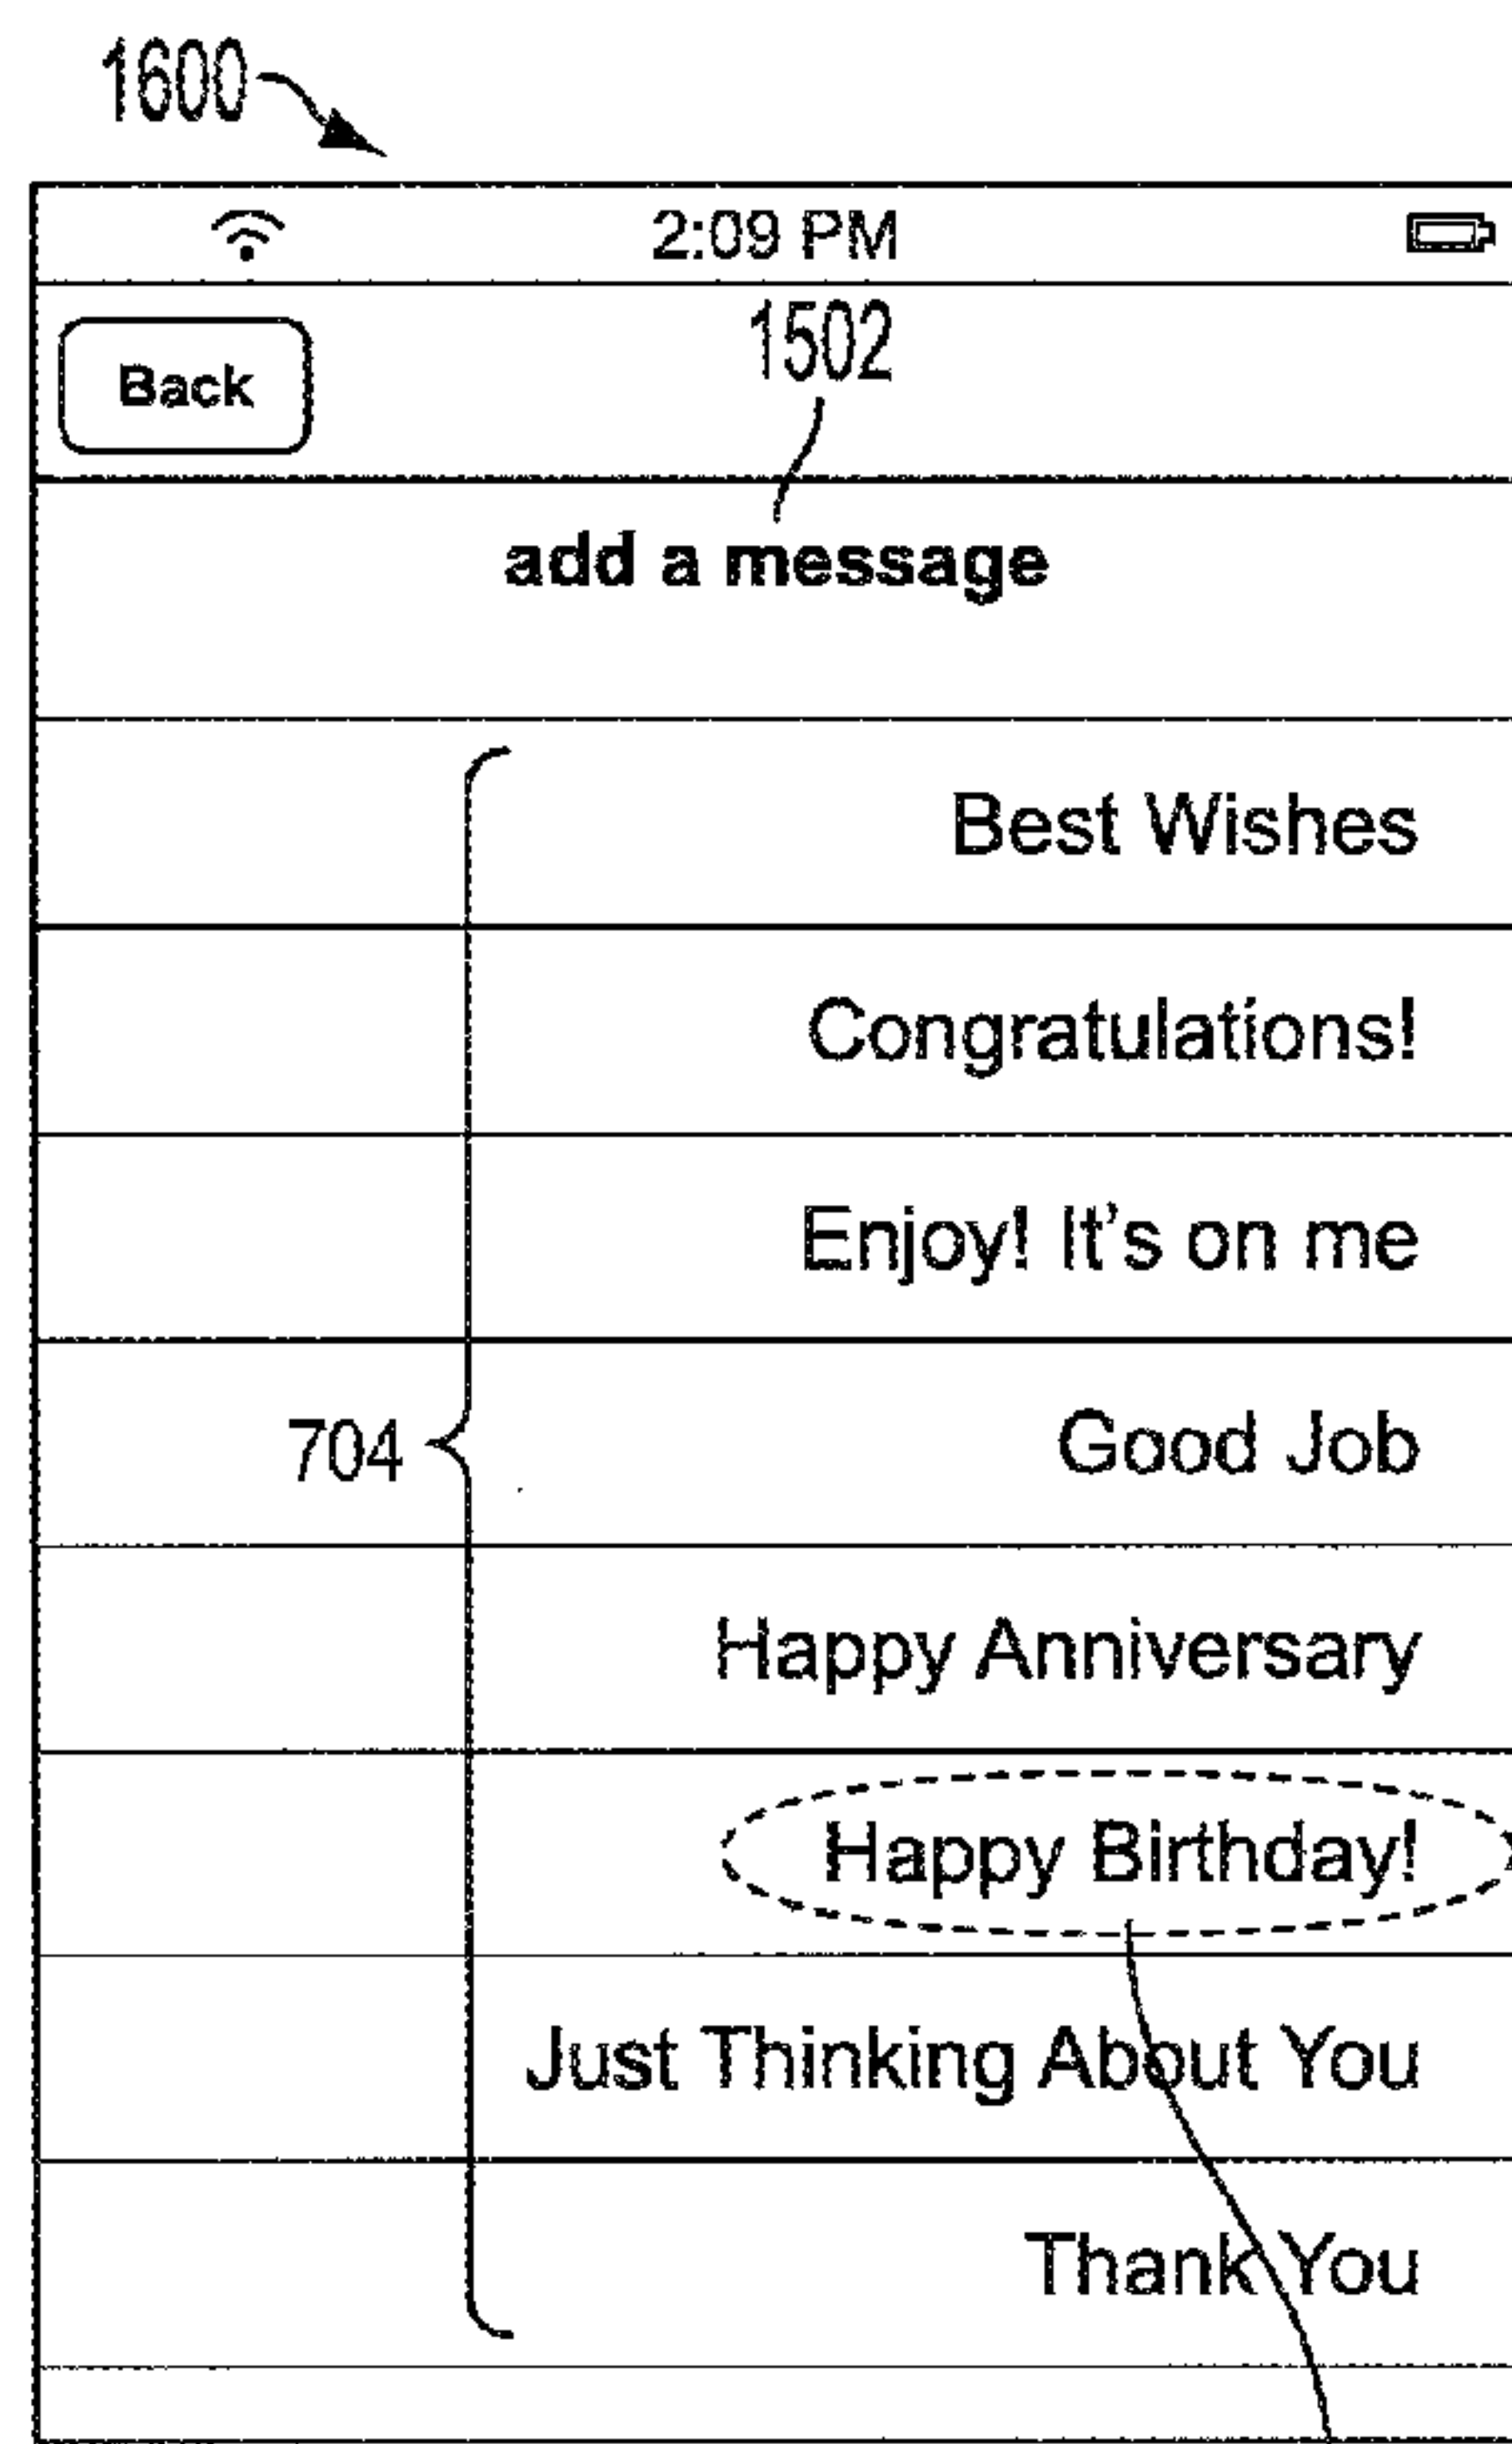 1600
2:09 PM
Back
1502
add a message
Best Wishes
Congratulations!
Enjoy! It's on me
704
Good Job
Happy Anniversary
Happy Birthday!
Just Thinking About You
Thank You